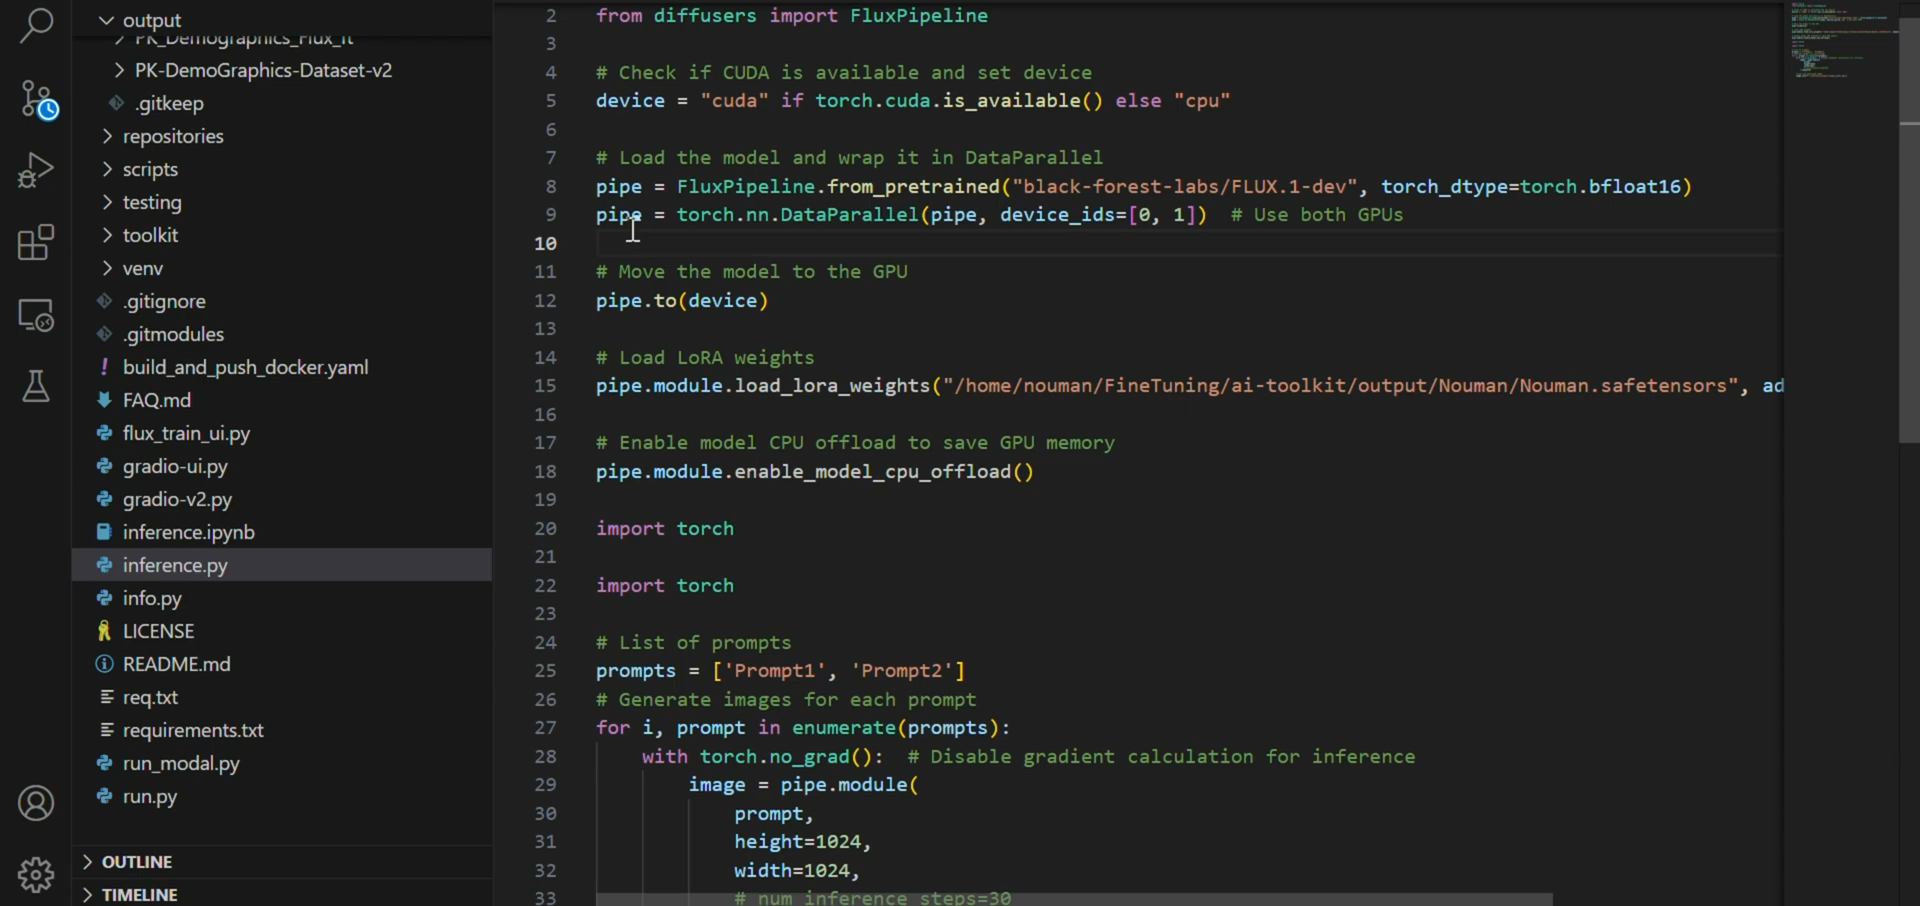 output
PK_Demographics_Flux_ft
PK-DemoGraphics-Dataset-v2
.gitkeep
repositories
scripts
testing
toolkit
venv
.gitignore
.gitmodules
build_and_push_docker.yaml
FAQ.md
flux_train_ui.py
gradio-ui.py
gradio-v2.py
inference.ipynb
inference.py
info.py
LICENSE
README.md
req.txt
requirements.txt
run_modal.py
run.py
OUTLINE
TIMELINE
2 from diffusers import FluxPipeline
3
4 # Check if CUDA is available and set device
5 device = "cuda" if torch.cuda.is_available() else "cpu"
6
7 # Load the model and wrap it in DataParallel
8 pipe = FluxPipeline.from_pretrained("black-forest-labs/FLUX.1-dev", torch_dtype=torch.bfloat16)
9 pipe = torch.nn.DataParallel(pipe, device_ids=[0, 1]) # Use both GPUs
10
11 # Move the model to the GPU
12 pipe.to(device)
13
14 # Load LoRA weights
15 pipe.module.load_lora_weights("/home/nouman/FineTuning/ai-toolkit/output/Nouman/Nouman.safetensors", ad
16
17 # Enable model CPU offload to save GPU memory
18 pipe.module.enable_model_cpu_offload()
19
20 import torch
21
22 import torch
23
24 # List of prompts
25 prompts = ['Prompt1', 'Prompt2']
26 # Generate images for each prompt
27 for i, prompt in enumerate(prompts):
28 with torch.no_grad(): # Disable gradient calculation for inference
29 image = pipe.module(
30 prompt,
31 height=1024,
32 width=1024,
33 # num_inference_steps=30